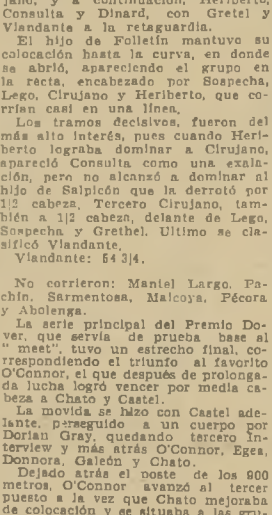 jano, y a continuación, Heriberto,
Consulta y Dinard, con Gretel y
Viandante a la retaguardia.
El hijo de Folletín mantuvo su
colocación hasta la curva, en donde
se abrió, apareciendo el grupo en
la recta, encabezado por Sospecha,
Lego, Cirujano y Heriberto, que co-
rrían casi en una línea.
Los tramos decisivos, fueron del
más alto interés, pues cuando Heri-
berto lograba dominar a Cirujano,
apareció Consulta como una exala-
ción, pero no alcanzó a dominar al
hijo de Salpicón que la derrotó por
1|2 cabeza. Tercero Cirujano, tam-
bién a 1|2 cabeza, delante de Lego,
Sospecha y Grethel. Ultimo se cla-
sificó Viandante.
Viandante: 54 3|4.
No corrieron: Mantel Largo, Pa-
chín, Sarmentosa, Malcoya, Pécora
y Abolenga.
La serie principal del Premio Do-
ver, que servía de prueba base al
" meet", tuvo un estrecho final, co-
rrespondiendo el triunfo al favorito
O'Connor, el que después de prolonga-
da lucha logró vencer por media ca-
beza a Chato y Castel.
La movida se hizo con Castel ade-
lante, perseguido a un cuerpo por
Dorian Gray, quedando tercero In-
terview y más atrás O'Connor, Egea,
Donnora, Galeón y Chato.
Dejado atrás el poste de los 900
metros, O'Connor avanzó al tercer
puesto a la vez que Chato mejoraba
de colocación y se situaba a las